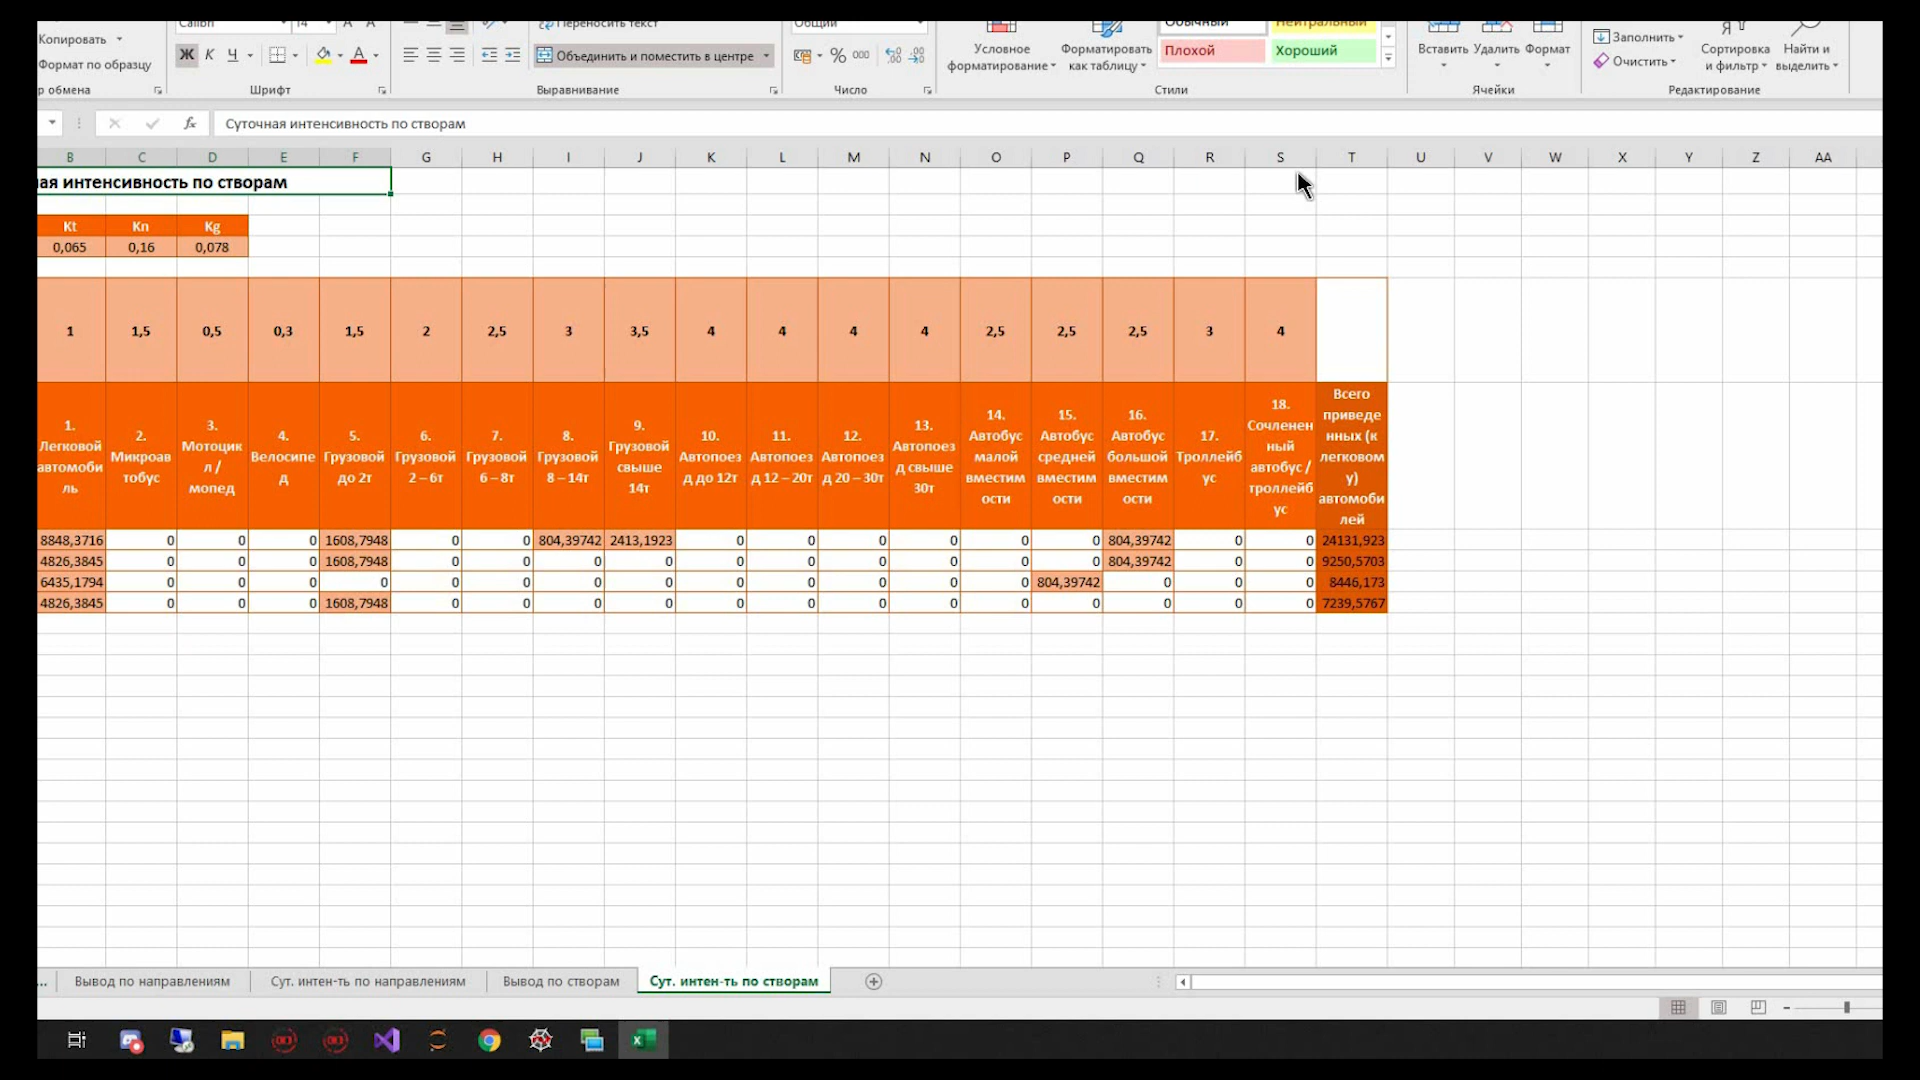 Calibri 14 Переносить текст Общий Обычный Нейтральный
Копировать
Формат по образцу
Ж К Ч Объединить и поместить в центре % 000
Условное форматирование
Форматировать как таблицу
Плохой Хороший
Вставить Удалить Формат
Заполнить
Очистить
Сортировка и фильтр
Найти и выделить
р обмена Шрифт Выравнивание Число Стили Ячейки Редактирование
fx Суточная интенсивность по створам
B C D E F G H I J K L M N O P Q R S T U V W X Y Z AA
ная интенсивность по створам
Kt Kn Kg
0,065 0,16 0,078
1 1,5 0,5 0,3 1,5 2 2,5 3 3,5 4 4 4 4 2,5 2,5 2,5 3 4
1. Легковой автомобиль
2. Микроавтобус
3. Мотоцикл / мопед
4. Велосипед
5. Грузовой до 2т
6. Грузовой 2 – 6т
7. Грузовой 6 – 8т
8. Грузовой 8 – 14т
9. Грузовой свыше 14т
10. Автопоезд до 12т
11. Автопоезд 12 – 20т
12. Автопоезд 20 – 30т
13. Автопоезд свыше 30т
14. Автобус малой вместимости
15. Автобус средней вместимости
16. Автобус большой вместимости
17. Троллейбус
18. Сочлененный автобус / троллейбус
Всего приведенных (к легковому) автомобилей
8848,3716 0 0 0 1608,7948 0 0 804,39742 2413,1923 0 0 0 0 0 0 804,39742 0 0 24131,923
4826,3845 0 0 0 1608,7948 0 0 0 0 0 0 0 0 0 0 804,39742 0 0 9250,5703
6435,1794 0 0 0 0 0 0 0 0 0 0 0 0 0 804,39742 0 0 0 8446,173
4826,3845 0 0 0 1608,7948 0 0 0 0 0 0 0 0 0 0 0 0 0 7239,5767
... Вывод по направлениям Сут. интен-ть по направлениям Вывод по створам Сут. интен-ть по створам